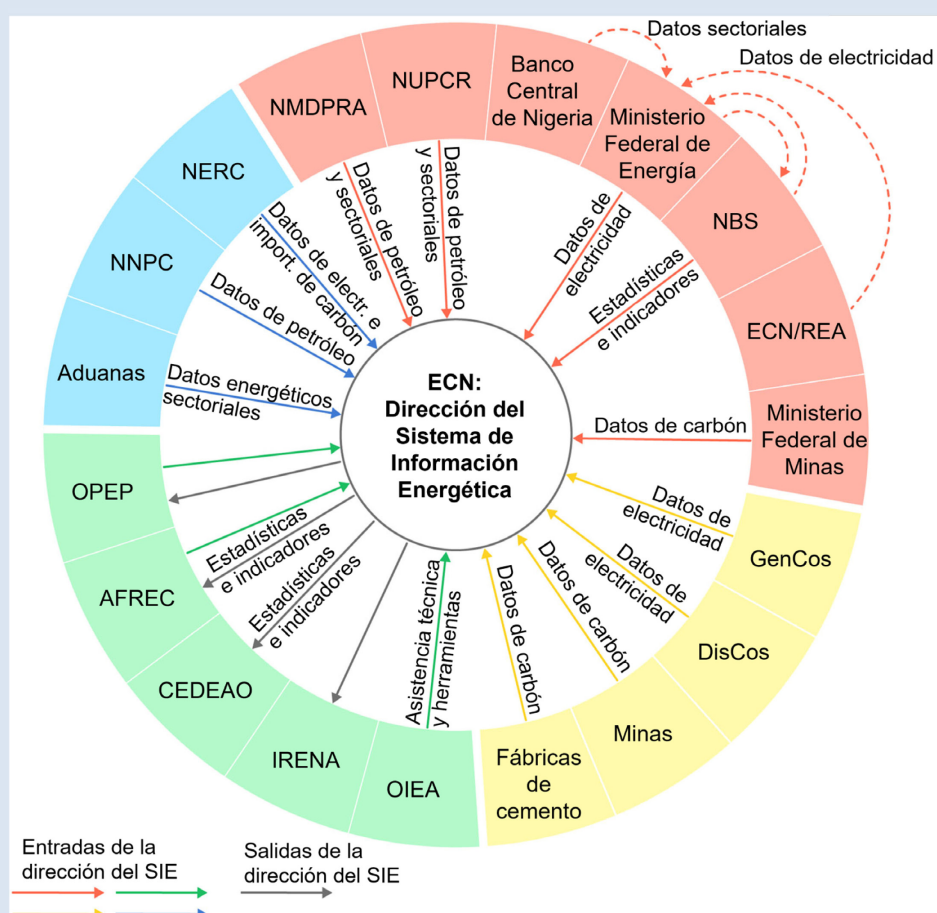 Datos sectoriales
Datos de electricidad
NMDPRA
NUPCR
Banco
Central
de Nigeria
Ministerio
Federal de
Energía
NBS
ECN/REA
Ministerio
Federal de
Minas
GenCos
DisCos
Minas
Fábricas
de
cemento
OIEA
IRENA
CEDEAO
AFREC
OPEP
Aduanas
NNPC
NERC
Datos de petróleo
y sectoriales
Datos de petróleo
y sectoriales
Datos de
electricidad
Estadísticas
e indicadores
Datos de carbón
Datos de
electricidad
Datos de
electricidad
Datos de carbón
Datos de carbón
Asistencia técnica
y herramientas
Estadísticas
e indicadores
Estadísticas
e indicadores
Datos energéticos
sectoriales
Datos de petróleo
Datos de electr. e
import. de carbón
ECN:
Dirección del
Sistema de
Información
Energética
Entradas de la
dirección del SIE
Salidas de la
dirección del SIE